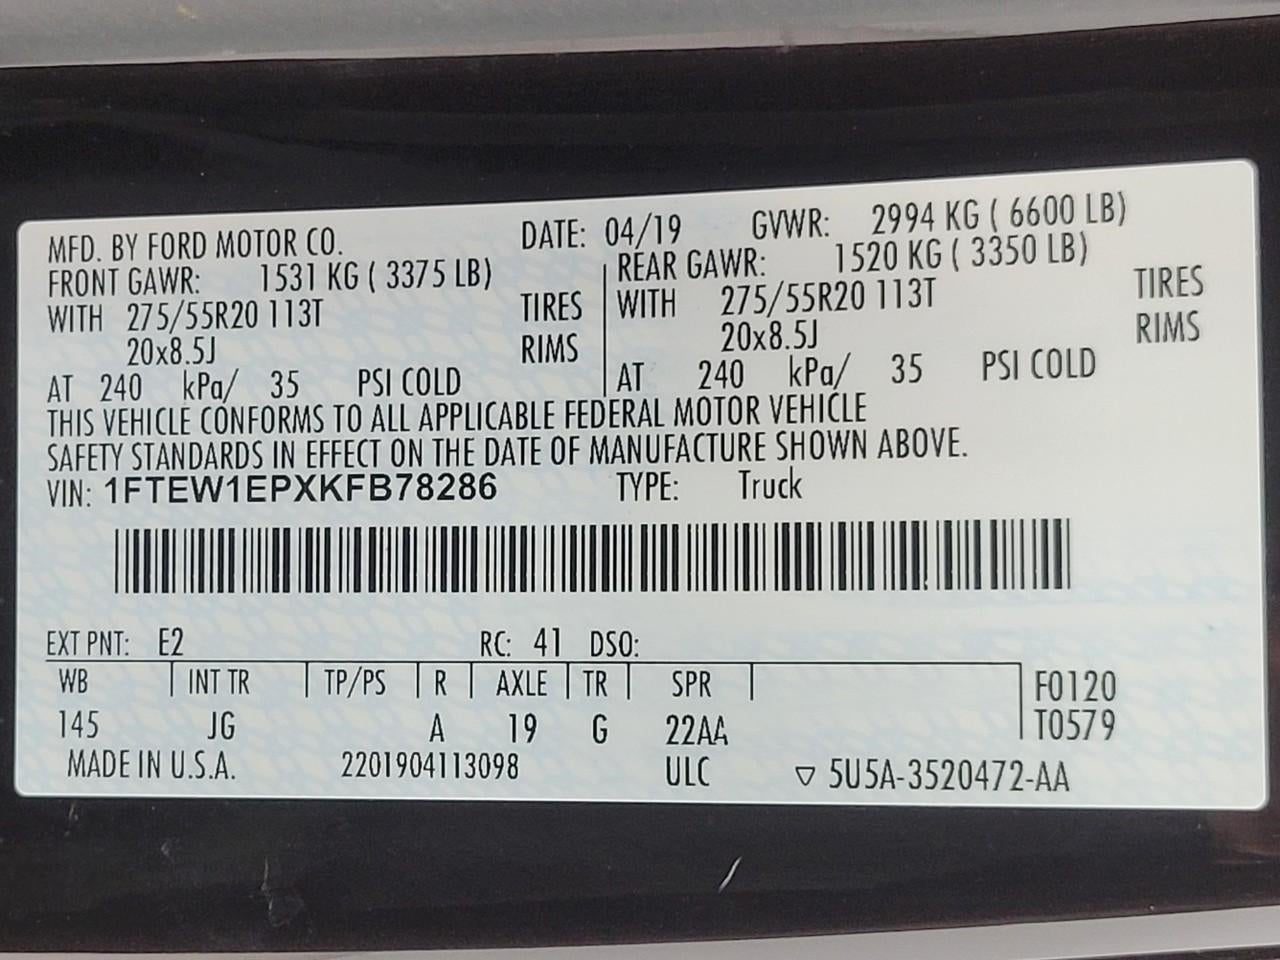 MFD. BY FORD MOTOR CO. DATE: 04/19 GVWR: 2994 KG ( 6600 LB)
FRONT GAWR: 1531 KG ( 3375 LB) REAR GAWR: 1520 KG ( 3350 LB)
WITH 275/55R20 113T TIRES WITH 275/55R20 113T TIRES
20x8.5J RIMS 20x8.5J RIMS
AT 240 kPa/ 35 PSI COLD AT 240 kPa/ 35 PSI COLD
THIS VEHICLE CONFORMS TO ALL APPLICABLE FEDERAL MOTOR VEHICLE
SAFETY STANDARDS IN EFFECT ON THE DATE OF MANUFACTURE SHOWN ABOVE.
VIN: 1FTEW1EPXKFB78286 TYPE: Truck
EXT PNT: E2 RC: 41 DSO:
WB INT TR TP/PS R AXLE TR SPR F0120
145 JG A 19 G 22AA T0579
MADE IN U.S.A. 2201904113098 ULC ▽ 5U5A-3520472-AA